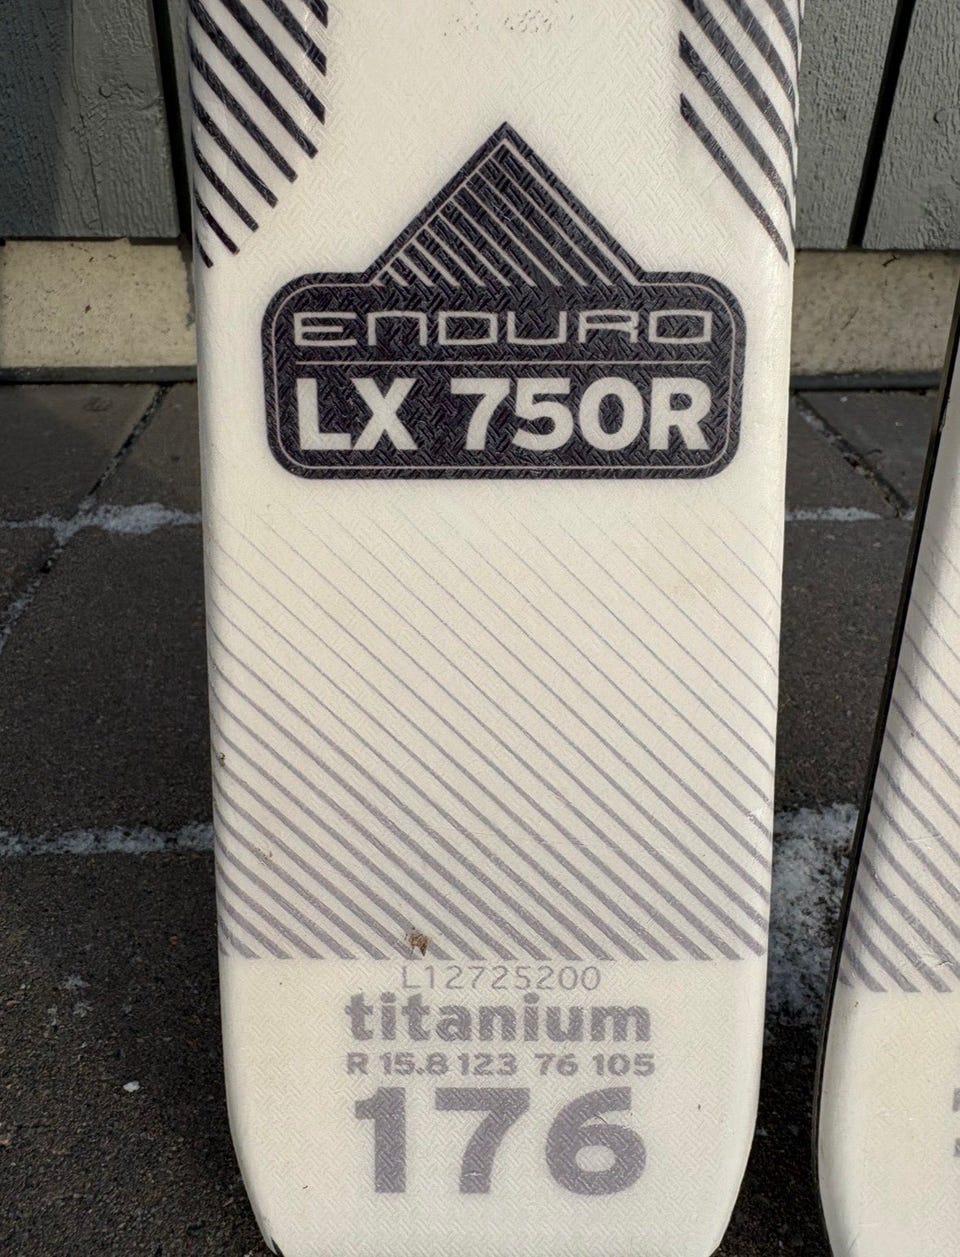 ENDURO
LX 750R
L12725200
titanium
R 15.8 123 76 105
176